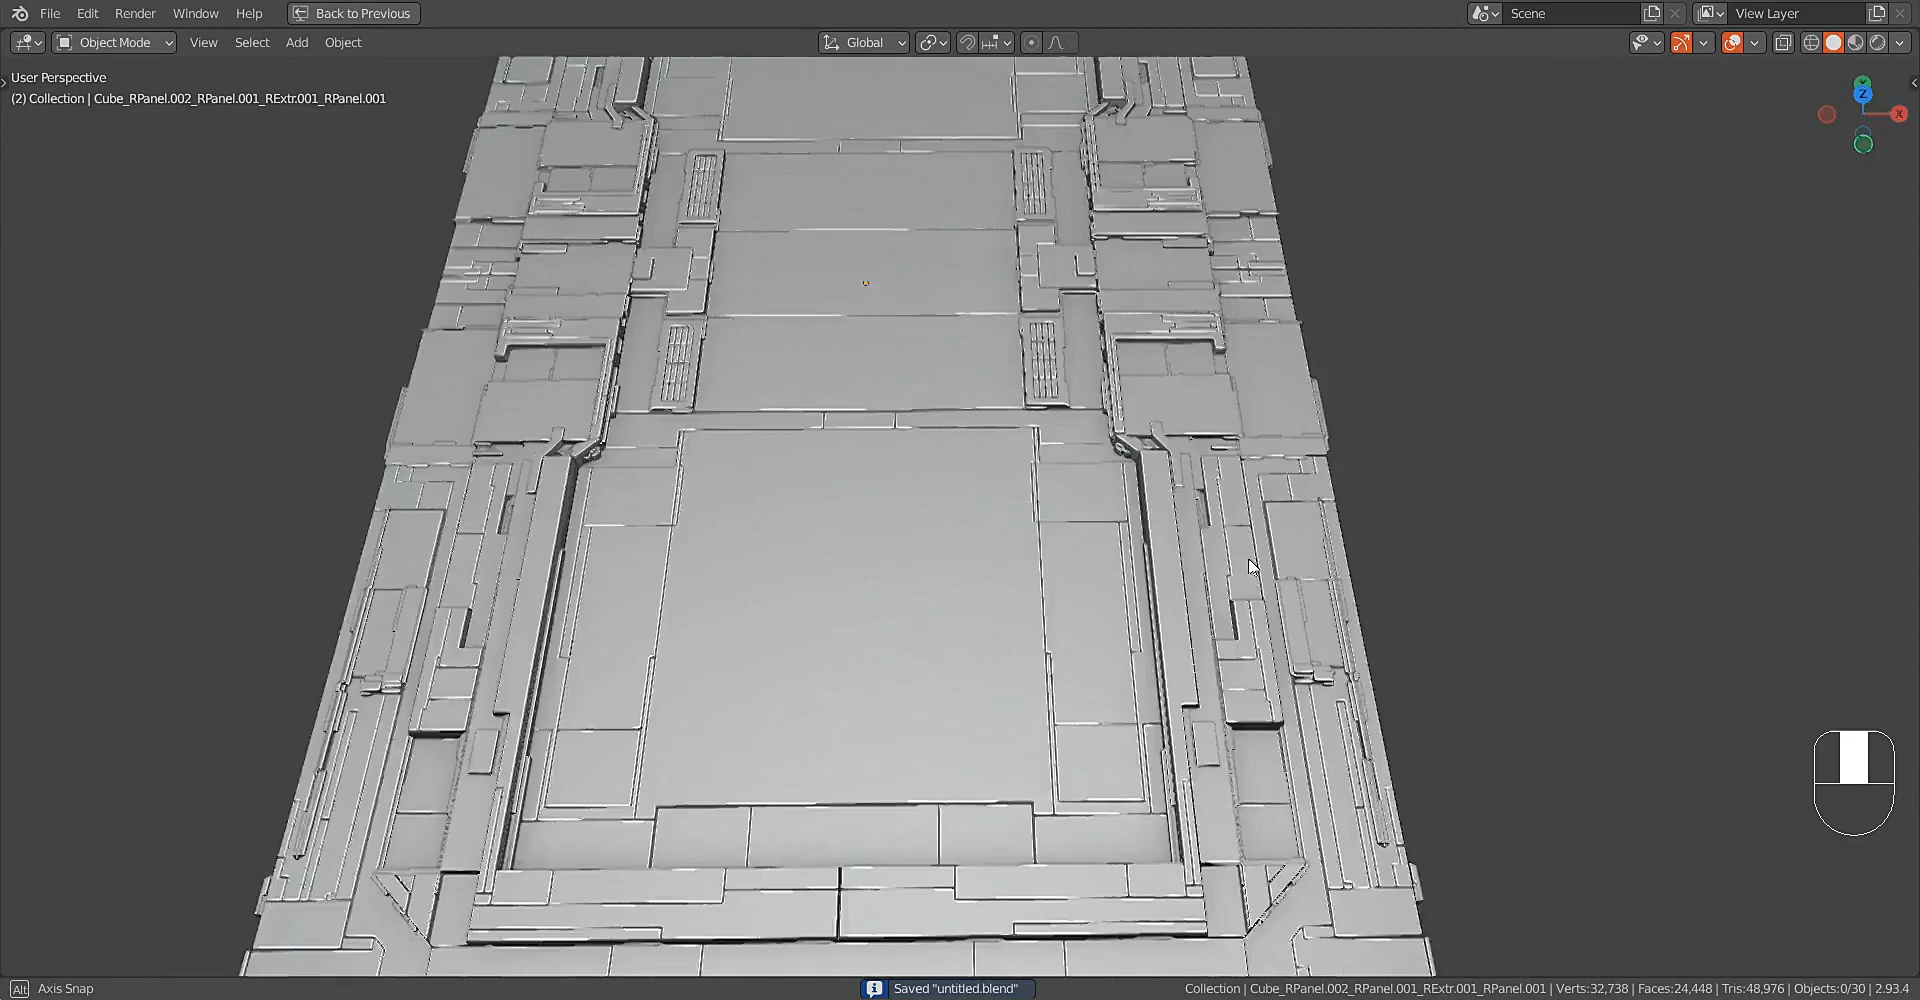 File Edit Render Window Help Back to Previous Scene View Layer
Object Mode View Select Add Object Global
User Perspective
(2) Collection | Cube_RPanel.002_RPanel.001_RExtr.001_RPanel.001
Z
X
Alt Axis Snap Saved "untitled.blend" Collection | Cube_RPanel.002_RPanel.001_RExtr.001_RPanel.001 | Verts:32,738 | Faces:24,448 | Tris:48,976 | Objects:0/30 | 2.93.4